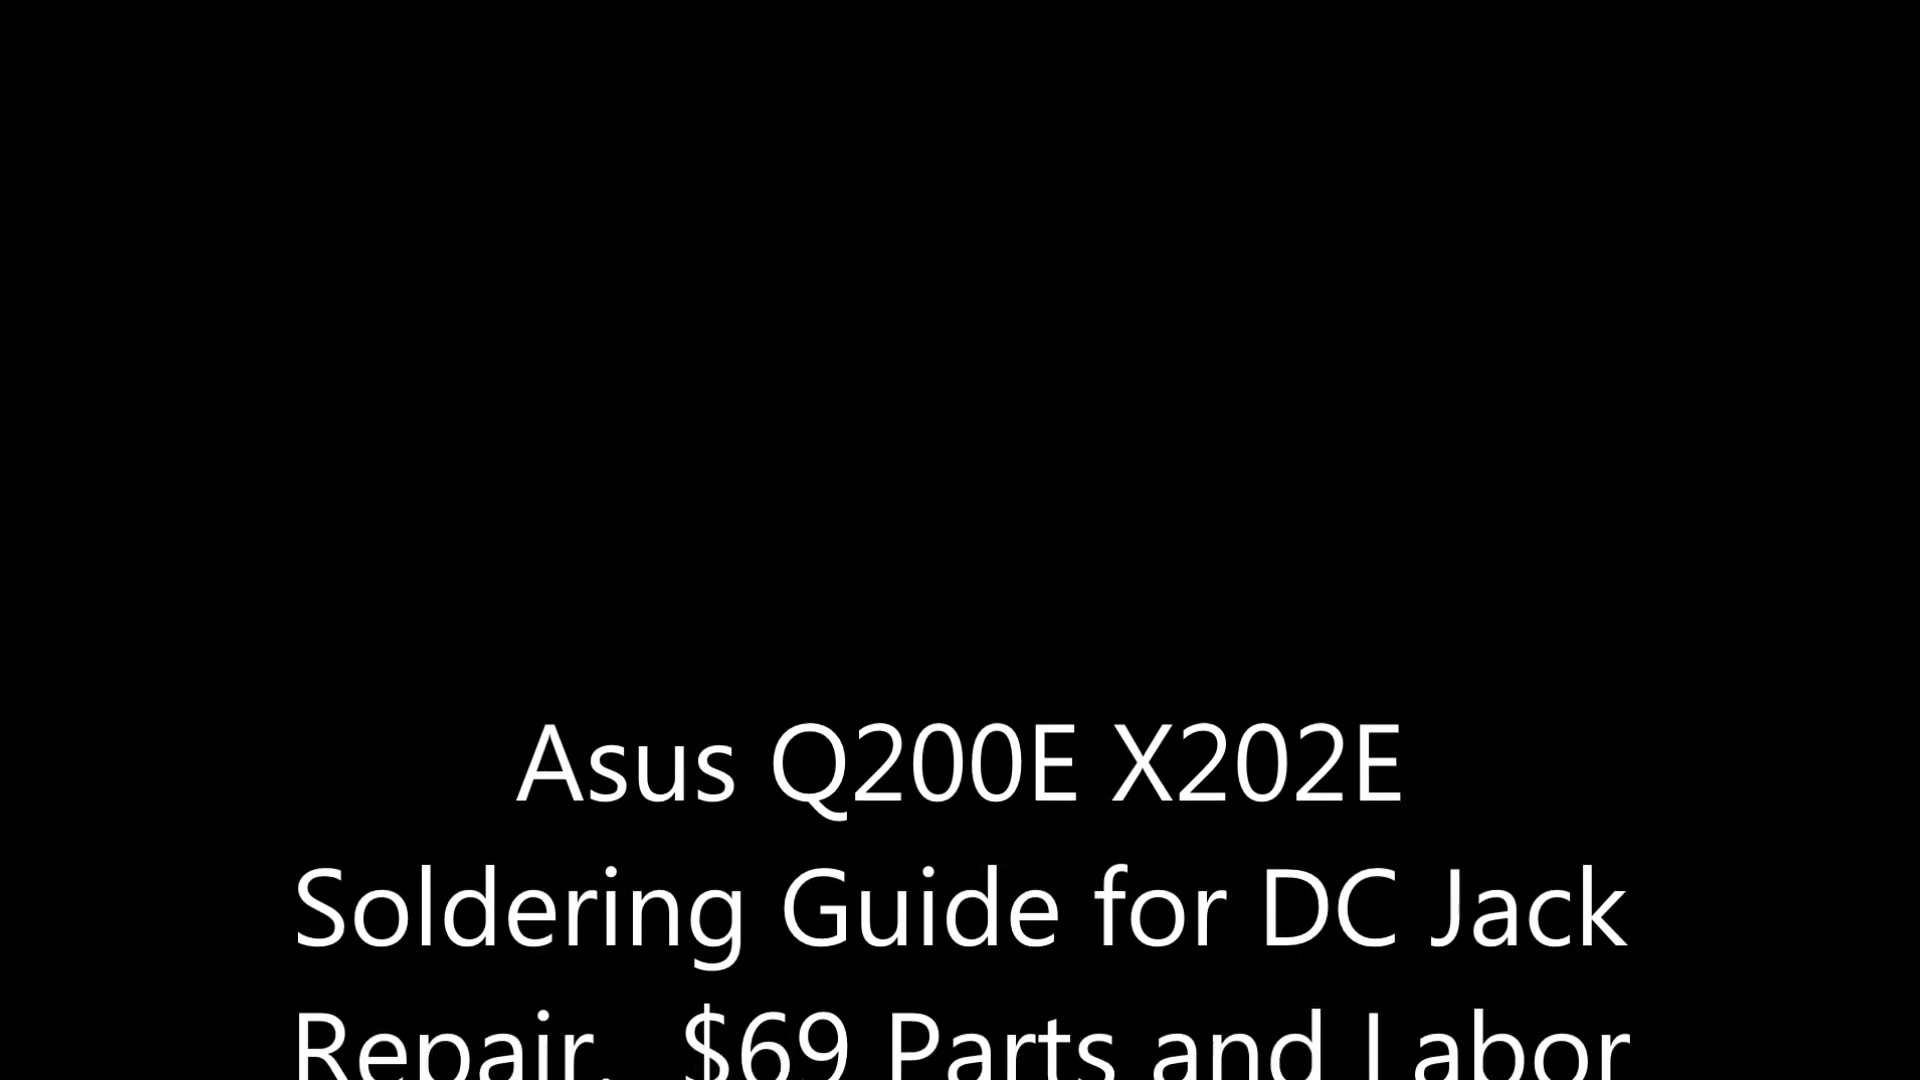 Asus Q200E X202E
Soldering Guide for DC Jack
Repair. $69 Parts and Labor